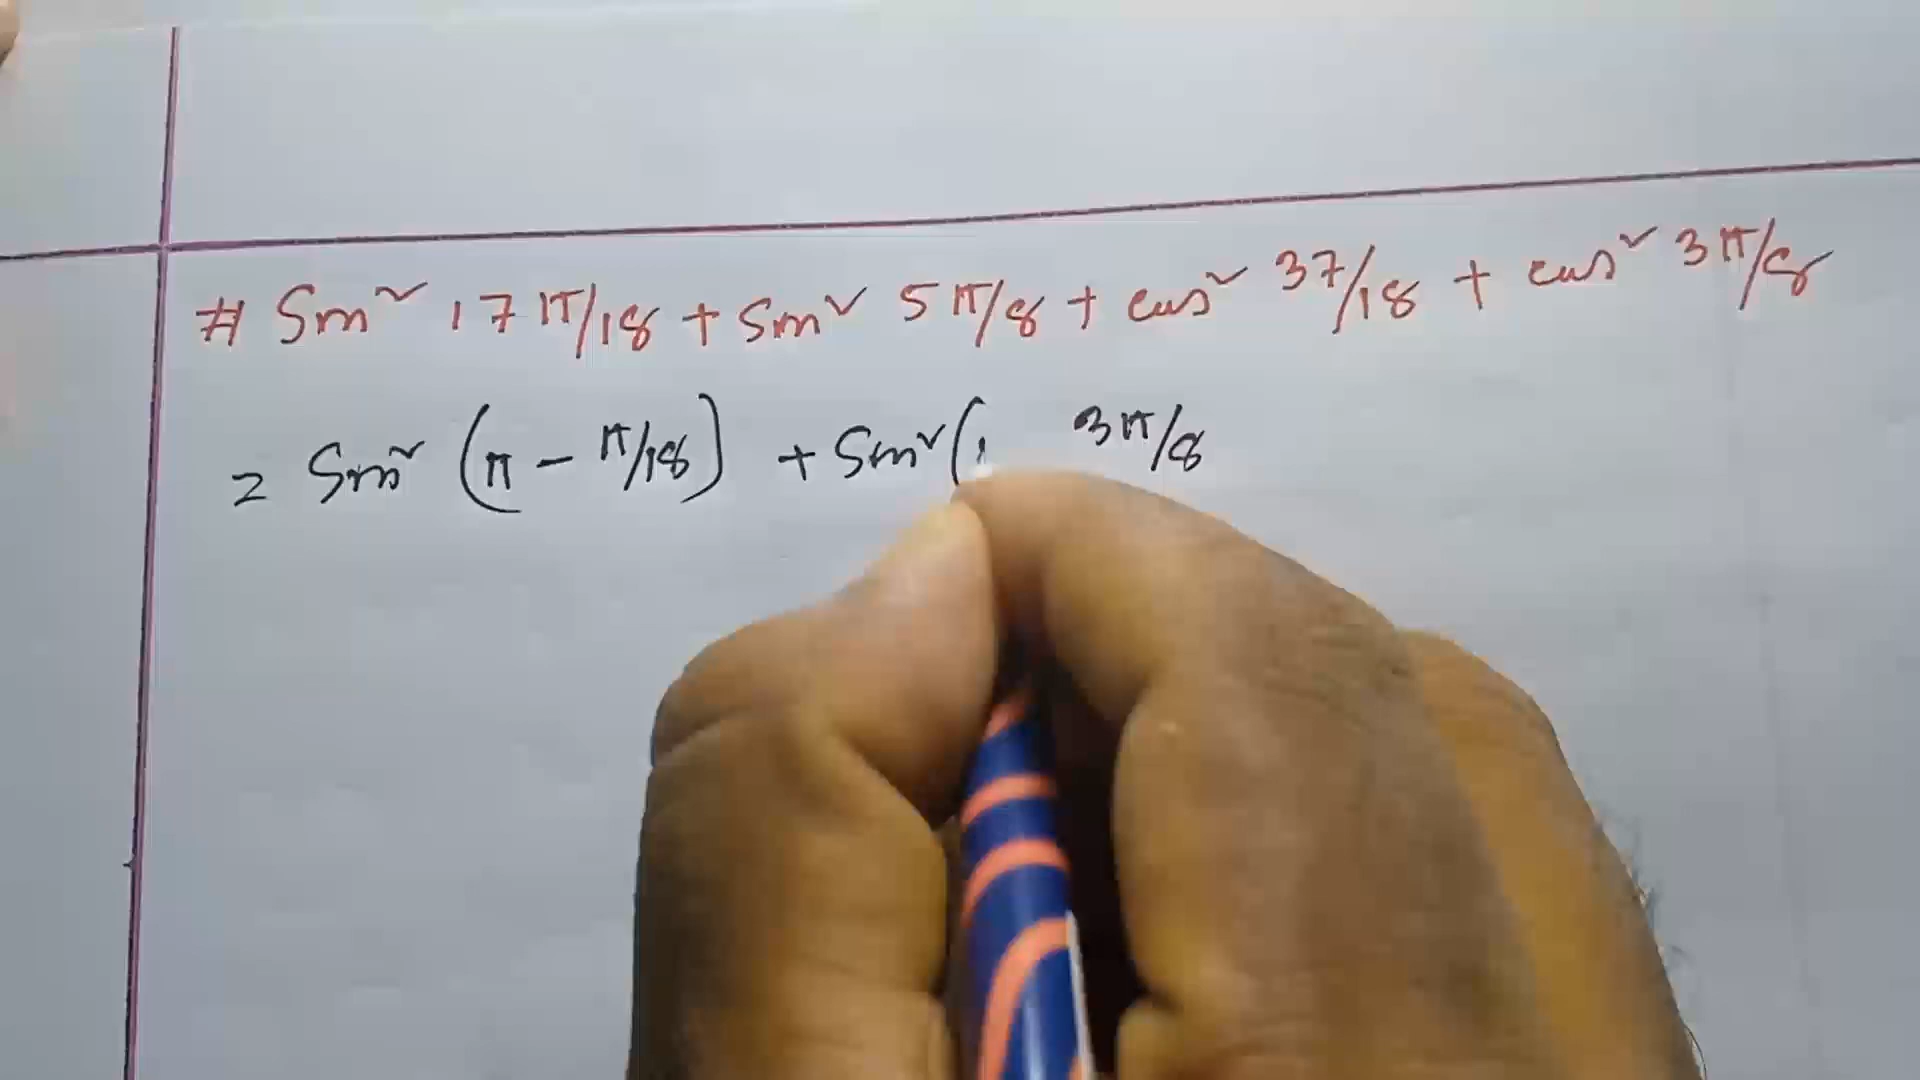 # Sin² 17π/18 + Sin² 5π/8 + cos² 37/18 + cos² 3π/8
= Sin² (π - π/18) + Sin² ( 3π/8